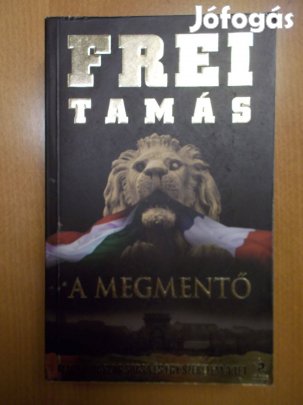 Jófogás
FREI
TAMÁS
A MEGMENTŐ